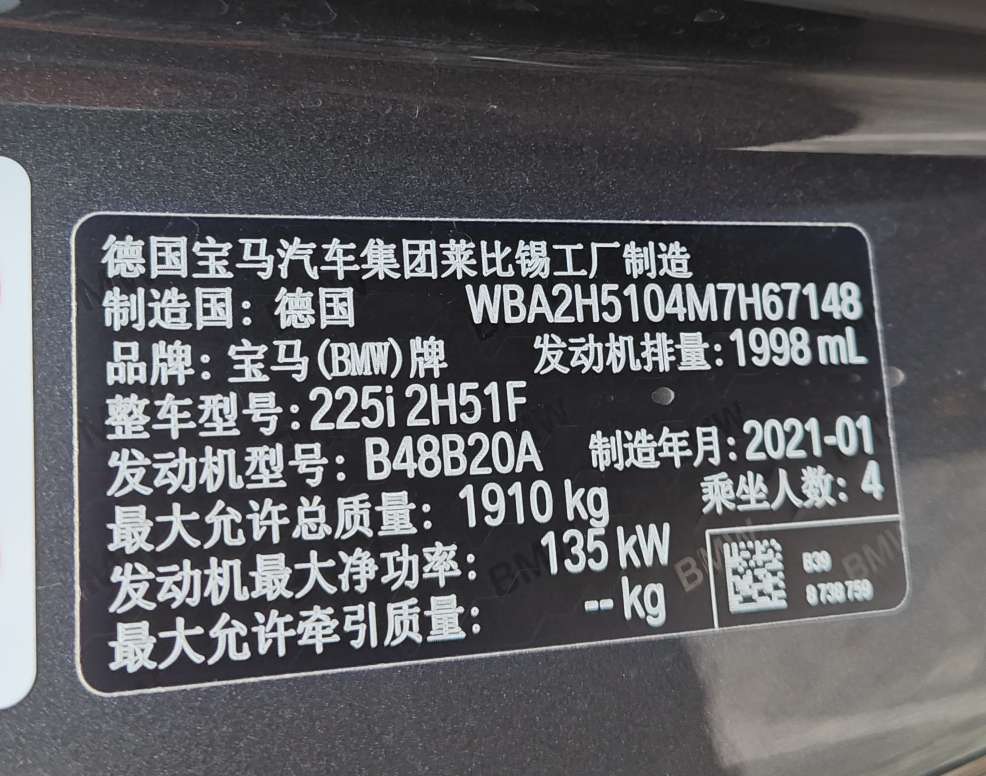 德国宝马汽车集团莱比锡工厂制造
制造国：德国 WBA2H5104M7H67148
品牌：宝马(BMW)牌 发动机排量：1998 mL
整车型号：225i 2H51F
发动机型号：B48B20A 制造年月：2021-01
最大允许总质量：1910 kg 乘坐人数：4
发动机最大净功率：135 kW
最大允许牵引质量：-- kg
B39
8 738 759